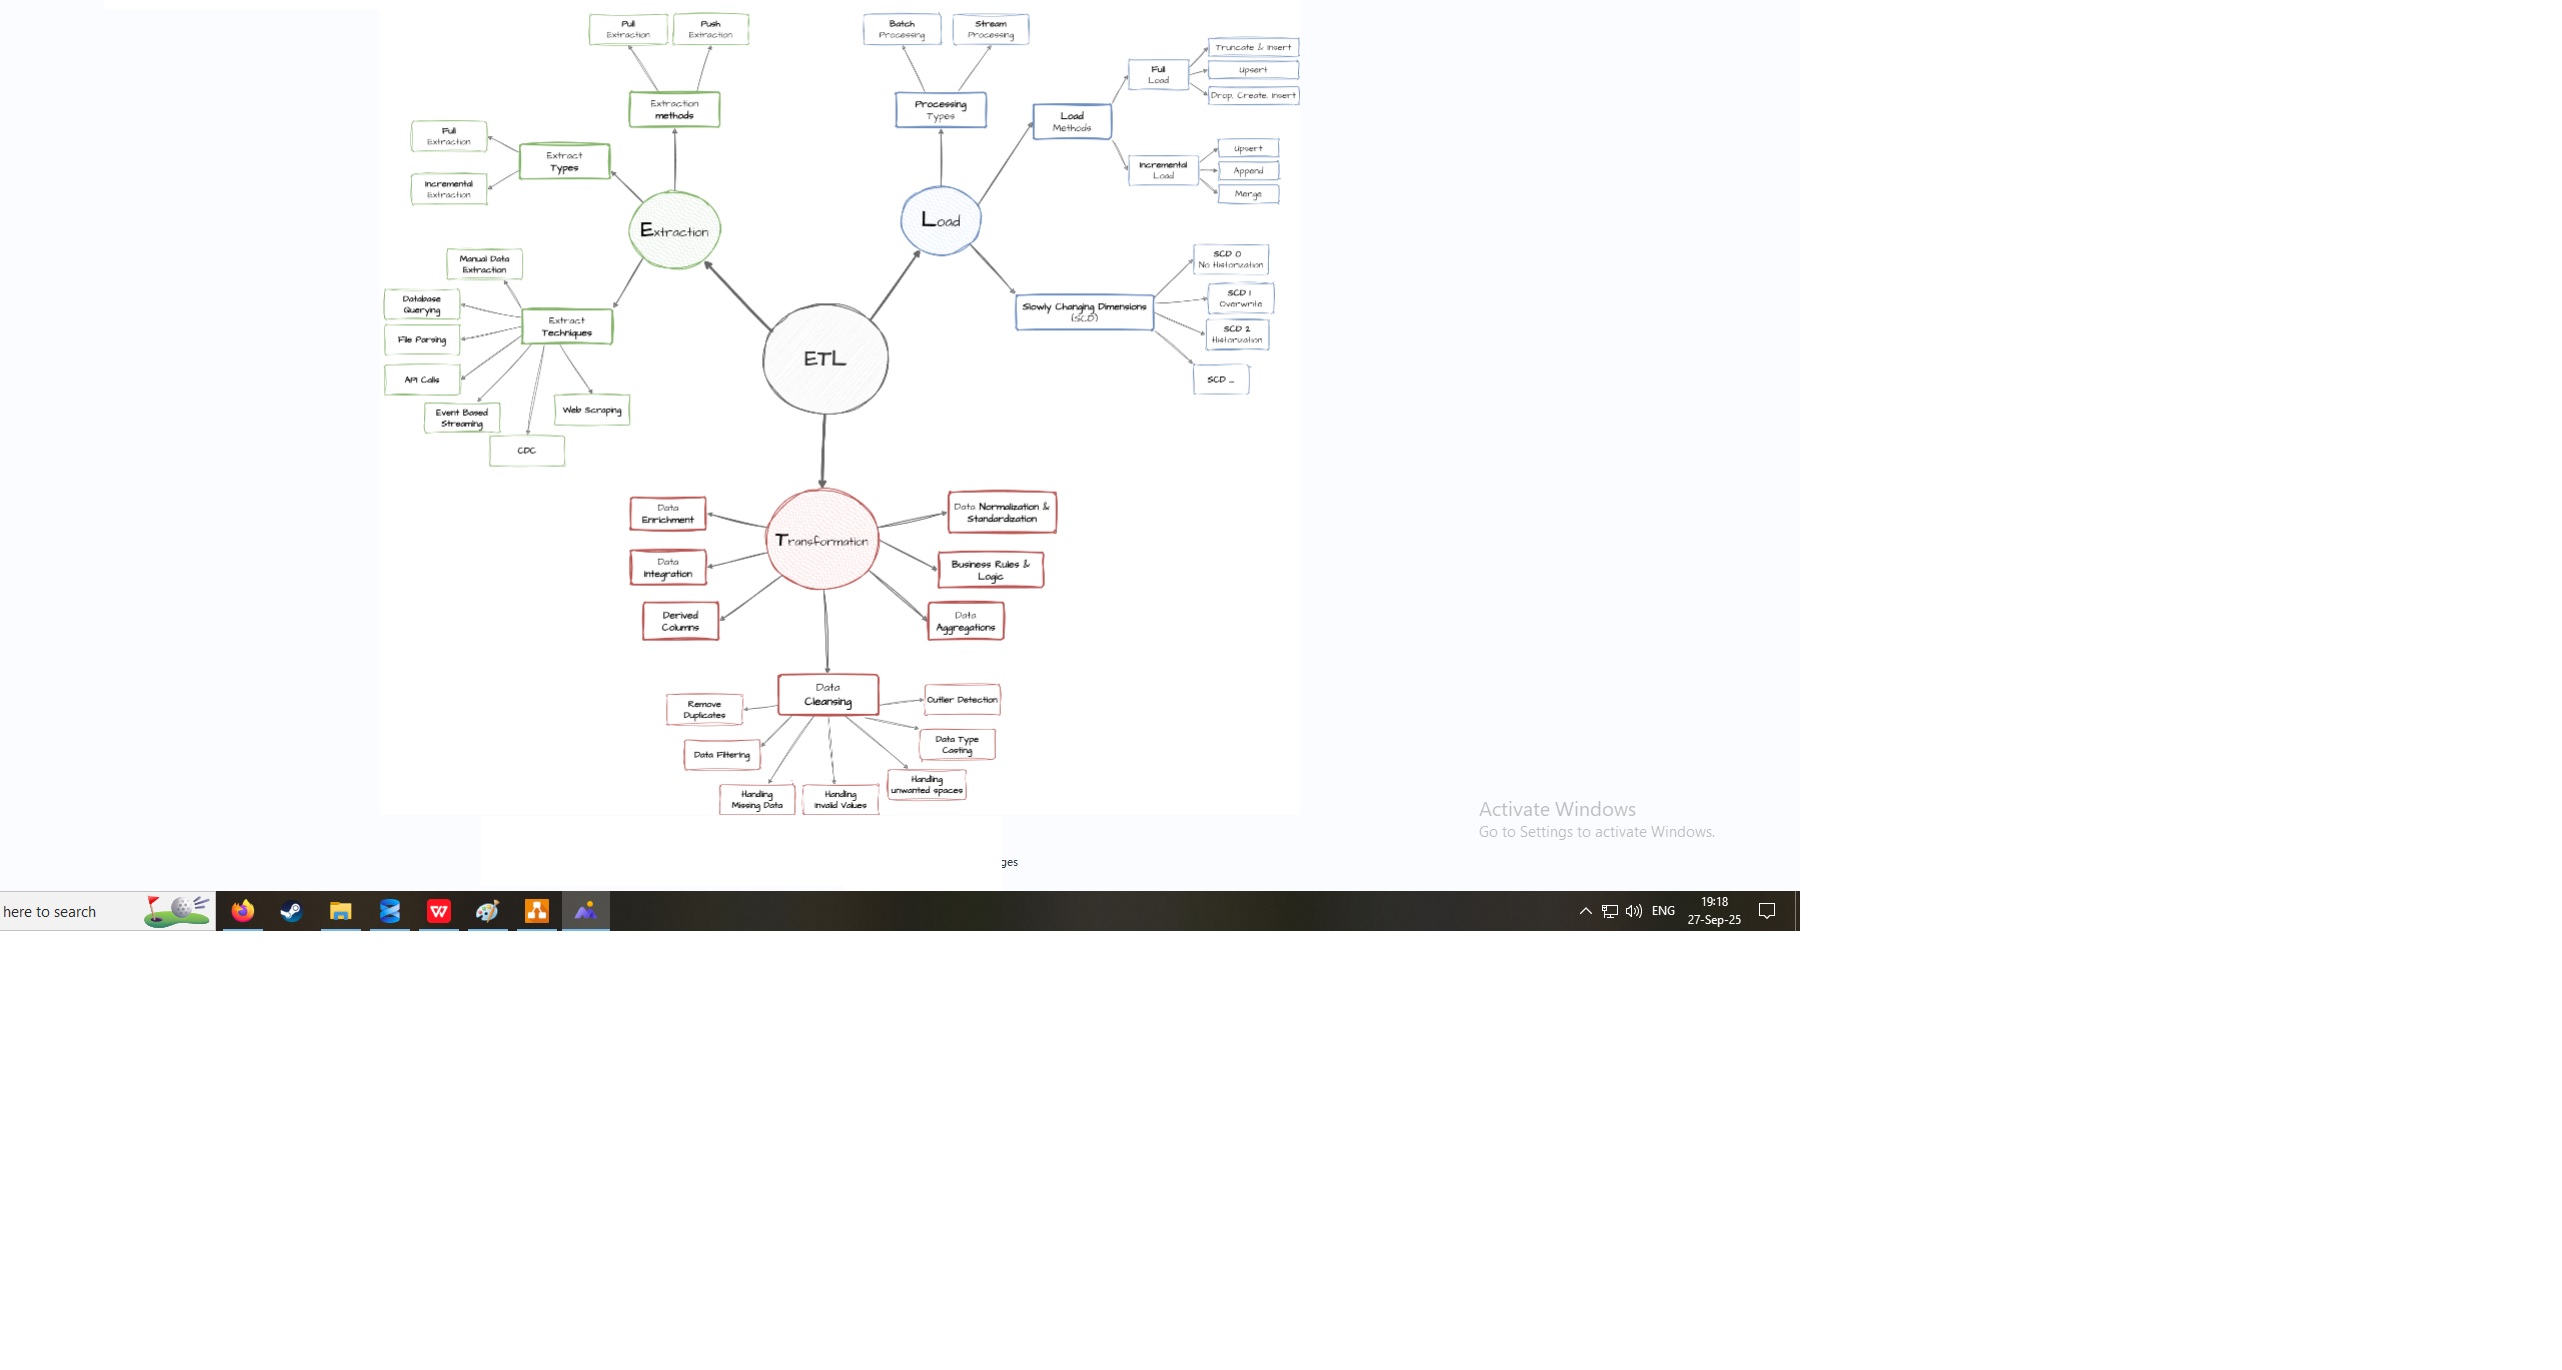 Pull
Extraction
Push
Extraction
Extraction
methods
Full
Extraction
Incremental
Extraction
Extract
Types
Extraction
Manual Data
Extraction
Database
Querying
File Parsing
API Calls
Event Based
Streaming
CDC
Web Scraping
Extract
Techniques
Batch
Processing
Stream
Processing
Processing
Types
Load
Load
Methods
Full
Load
Truncate & Insert
Upsert
Drop, Create, Insert
Incremental
Load
Upsert
Append
Merge
Slowly Changing Dimensions
(SCD)
SCD 0
No Historization
SCD 1
Overwrite
SCD 2
Historization
SCD ...
ETL
Transformation
Data
Enrichment
Data
Integration
Derived
Columns
Data Normalization &
Standardization
Business Rules &
Logic
Data
Aggregations
Data
Cleansing
Remove
Duplicates
Data Filtering
Handling
Missing Data
Handling
Invalid Values
Handling
unwanted spaces
Data Type
Casting
Outlier Detection
Activate Windows
Go to Settings to activate Windows.
ges
here to search
ENG
19:18
27-Sep-25